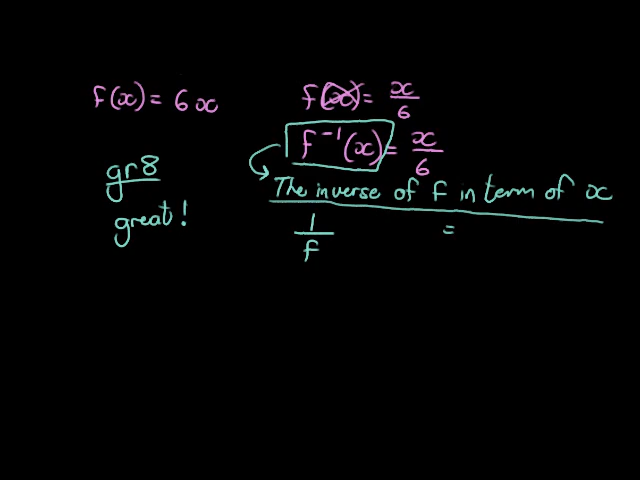 f(x) = 6x
f(x) = x/6
f⁻¹(x) = x/6
gr8
great!
The inverse of f in term of x
1/f =